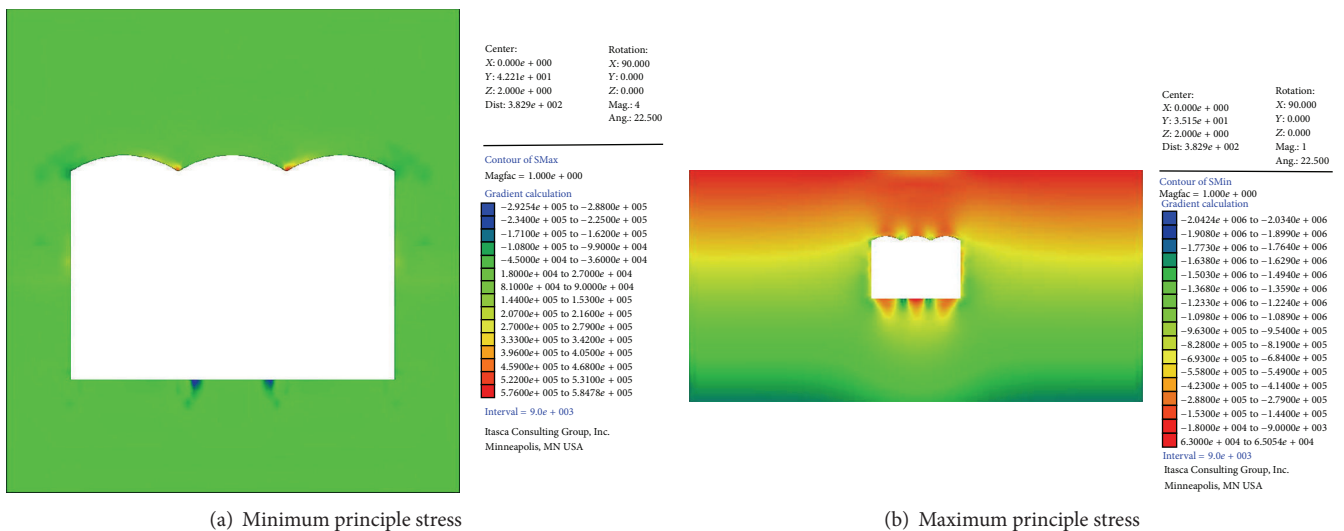 Center:
X: 0.000e + 000
Y: 4.221e + 001
Z: 2.000e + 000
Dist: 3.829e + 002
Rotation:
X: 90.000
Y: 0.000
Z: 0.000
Mag.: 4
Ang.: 22.500
Contour of SMax
Magfac = 1.000e + 000
Gradient calculation
−2.9254e + 005 to −2.8800e + 005
−2.3400e + 005 to −2.2500e + 005
−1.7100e + 005 to −1.6200e + 005
−1.0800e + 005 to −9.9000e + 004
−4.5000e + 004 to −3.6000e + 004
1.8000e + 004 to 2.7000e + 004
8.1000e + 004 to 9.0000e + 004
1.4400e + 005 to 1.5300e + 005
2.0700e + 005 to 2.1600e + 005
2.7000e + 005 to 2.7900e + 005
3.3300e + 005 to 3.4200e + 005
3.9600e + 005 to 4.0500e + 005
4.5900e + 005 to 4.6800e + 005
5.2200e + 005 to 5.3100e + 005
5.7600e + 005 to 5.8478e + 005
Interval = 9.0e + 003
Itasca Consulting Group, Inc.
Minneapolis, MN USA
(a) Minimum principle stress
Center:
X: 0.000e + 000
Y: 3.515e + 001
Z: 2.000e + 000
Dist: 3.829e + 002
Rotation:
X: 90.000
Y: 0.000
Z: 0.000
Mag.: 1
Ang.: 22.500
Contour of SMin
Magfac = 1.000e + 000
Gradient calculation
−2.0424e + 006 to −2.0340e + 006
−1.9080e + 006 to −1.8990e + 006
−1.7730e + 006 to −1.7640e + 006
−1.6380e + 006 to −1.6290e + 006
−1.5030e + 006 to −1.4940e + 006
−1.3680e + 006 to −1.3590e + 006
−1.2330e + 006 to −1.2240e + 006
−1.0980e + 006 to −1.0890e + 006
−9.6300e + 005 to −9.5400e + 005
−8.2800e + 005 to −8.1900e + 005
−6.9300e + 005 to −6.8400e + 005
−5.5800e + 005 to −5.4900e + 005
−4.2300e + 005 to −4.1400e + 005
−2.8800e + 005 to −2.7900e + 005
−1.5300e + 005 to −1.4400e + 005
−1.8000e + 004 to −9.0000e + 003
6.3000e + 004 to 6.5054e + 004
Interval = 9.0e + 003
Itasca Consulting Group, Inc.
Minneapolis, MN USA
(b) Maximum principle stress